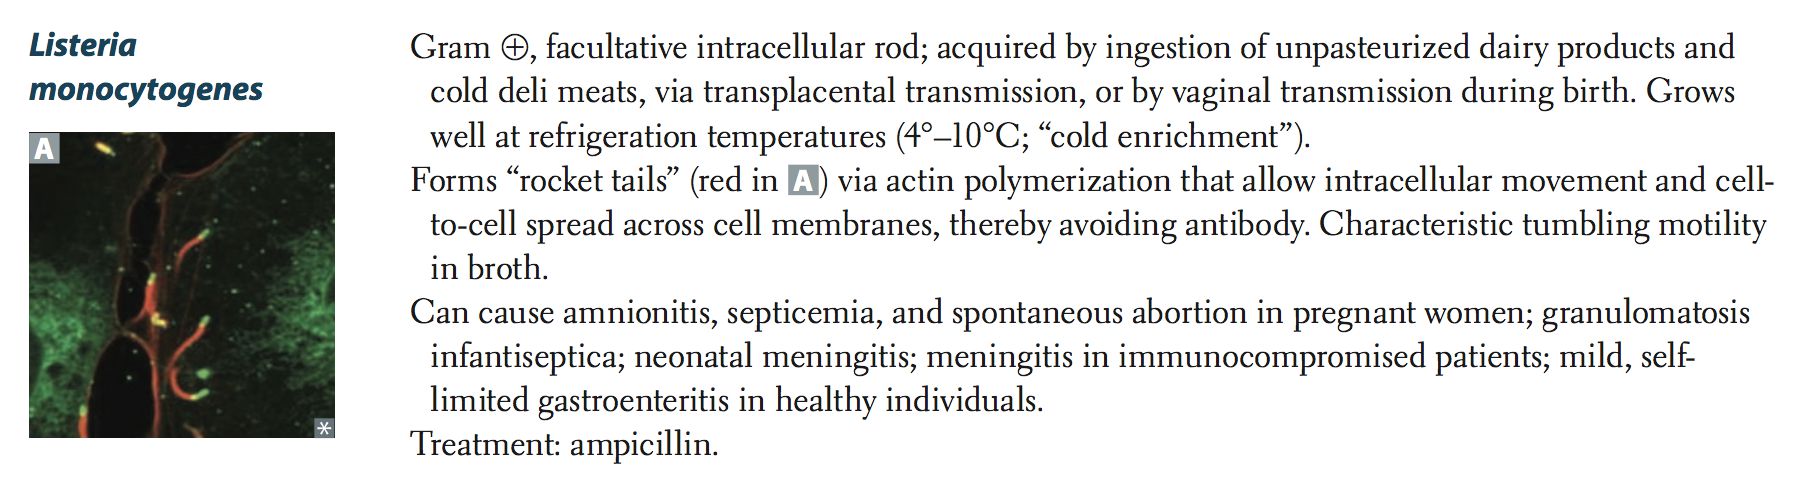 Listeria
monocytogenes
A
*
Gram ⊕, facultative intracellular rod; acquired by ingestion of unpasteurized dairy products and
cold deli meats, via transplacental transmission, or by vaginal transmission during birth. Grows
well at refrigeration temperatures (4°–10°C; “cold enrichment”).
Forms “rocket tails” (red in A) via actin polymerization that allow intracellular movement and cell-
to-cell spread across cell membranes, thereby avoiding antibody. Characteristic tumbling motility
in broth.
Can cause amnionitis, septicemia, and spontaneous abortion in pregnant women; granulomatosis
infantiseptica; neonatal meningitis; meningitis in immunocompromised patients; mild, self-
limited gastroenteritis in healthy individuals.
Treatment: ampicillin.